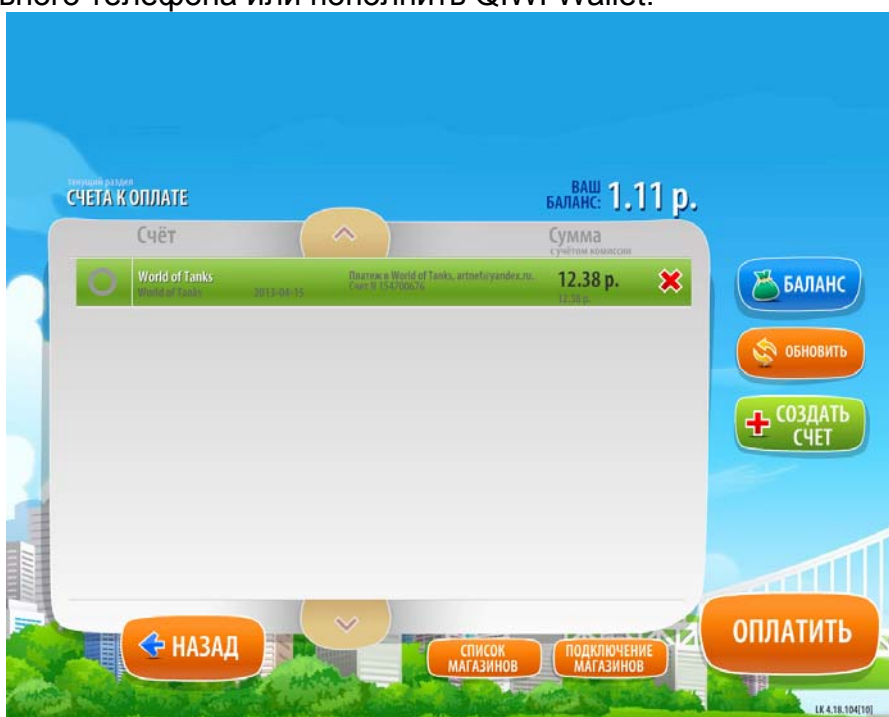 вного телефона или пополнить QIWI Wallet.
текущий раздел
СЧЕТА К ОПЛАТЕ
ВАШ
БАЛАНС: 1.11 р.
Счёт
Сумма
с учётом комиссии
World of Tanks
World of Tanks 2013-04-15
Платеж в World of Tanks, artnet@yandex.ru.
Счет N 154700676
12.38 р.
12.38 р.
БАЛАНС
ОБНОВИТЬ
СОЗДАТЬ
СЧЕТ
НАЗАД
СПИСОК
МАГАЗИНОВ
ПОДКЛЮЧЕНИЕ
МАГАЗИНОВ
ОПЛАТИТЬ
LK 4.18.104[10]